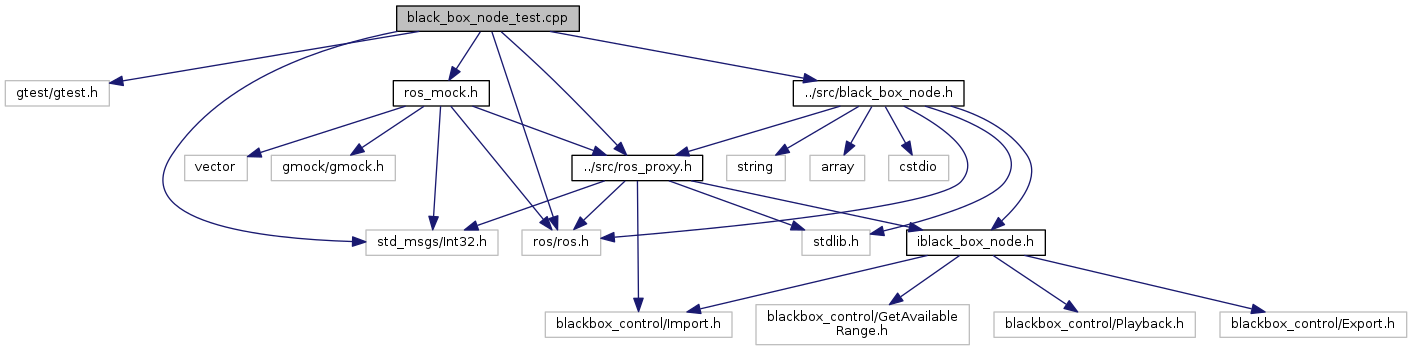 black_box_node_test.cpp
gtest/gtest.h
ros_mock.h
../src/black_box_node.h
vector
gmock/gmock.h
../src/ros_proxy.h
string
array
cstdio
std_msgs/Int32.h
ros/ros.h
stdlib.h
iblack_box_node.h
blackbox_control/Import.h
blackbox_control/GetAvailable
Range.h
blackbox_control/Playback.h
blackbox_control/Export.h